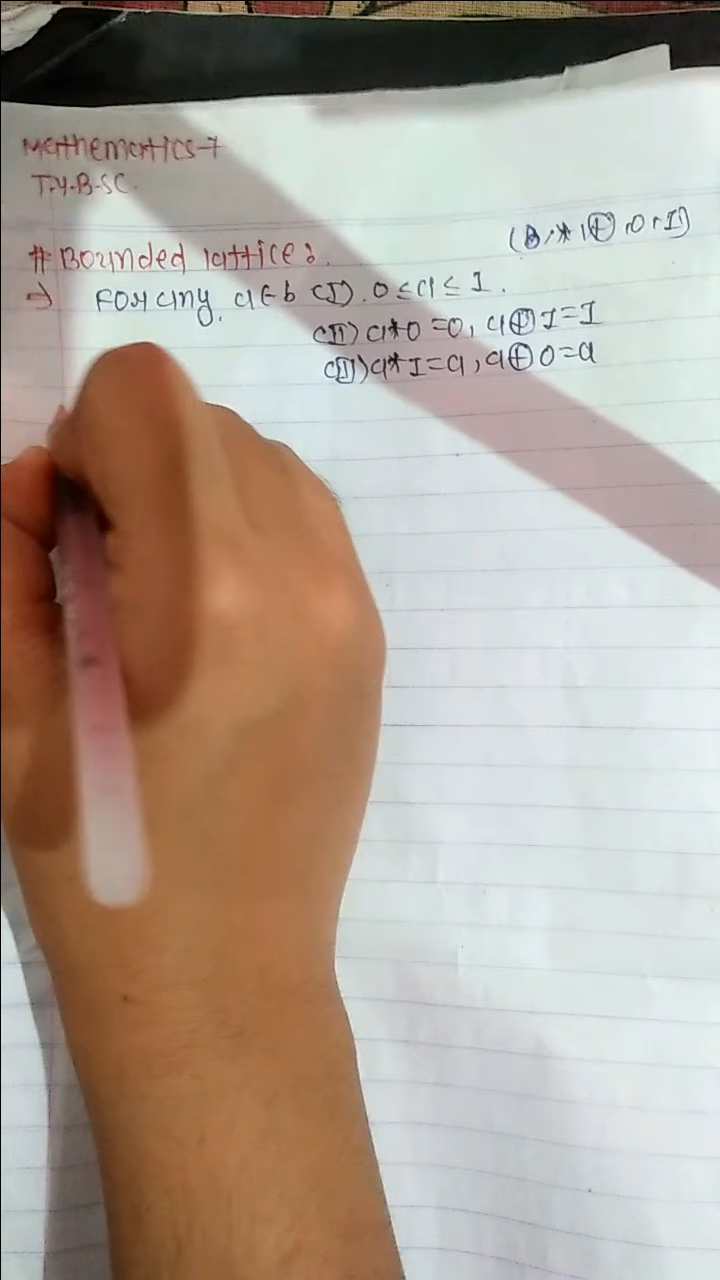 Mathematics-7
T.Y.B.SC.
(B, *, ⊕, 0, I)
# Bounded lattice:
→ For any a∈b (I). 0≤a≤I.
(II) a*0=0, a⊕I=I
(III) a*I=a, a⊕0=a